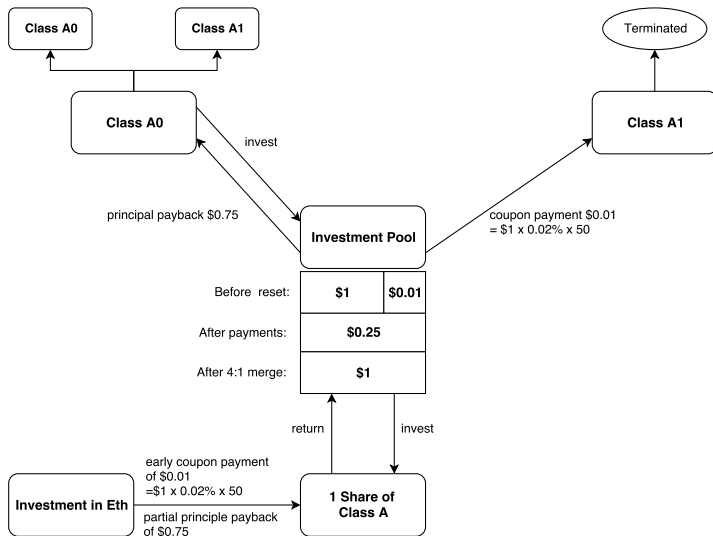 Class A0
Class A1
Terminated
Class A0
Class A1
invest
principal payback $0.75
coupon payment $0.01
= $1 x 0.02% x 50
Investment Pool
Before reset:
$1
$0.01
After payments:
$0.25
After 4:1 merge:
$1
return
invest
early coupon payment
of $0.01
=$1 x 0.02% x 50
Investment in Eth
1 Share of
Class A
partial principle payback
of $0.75